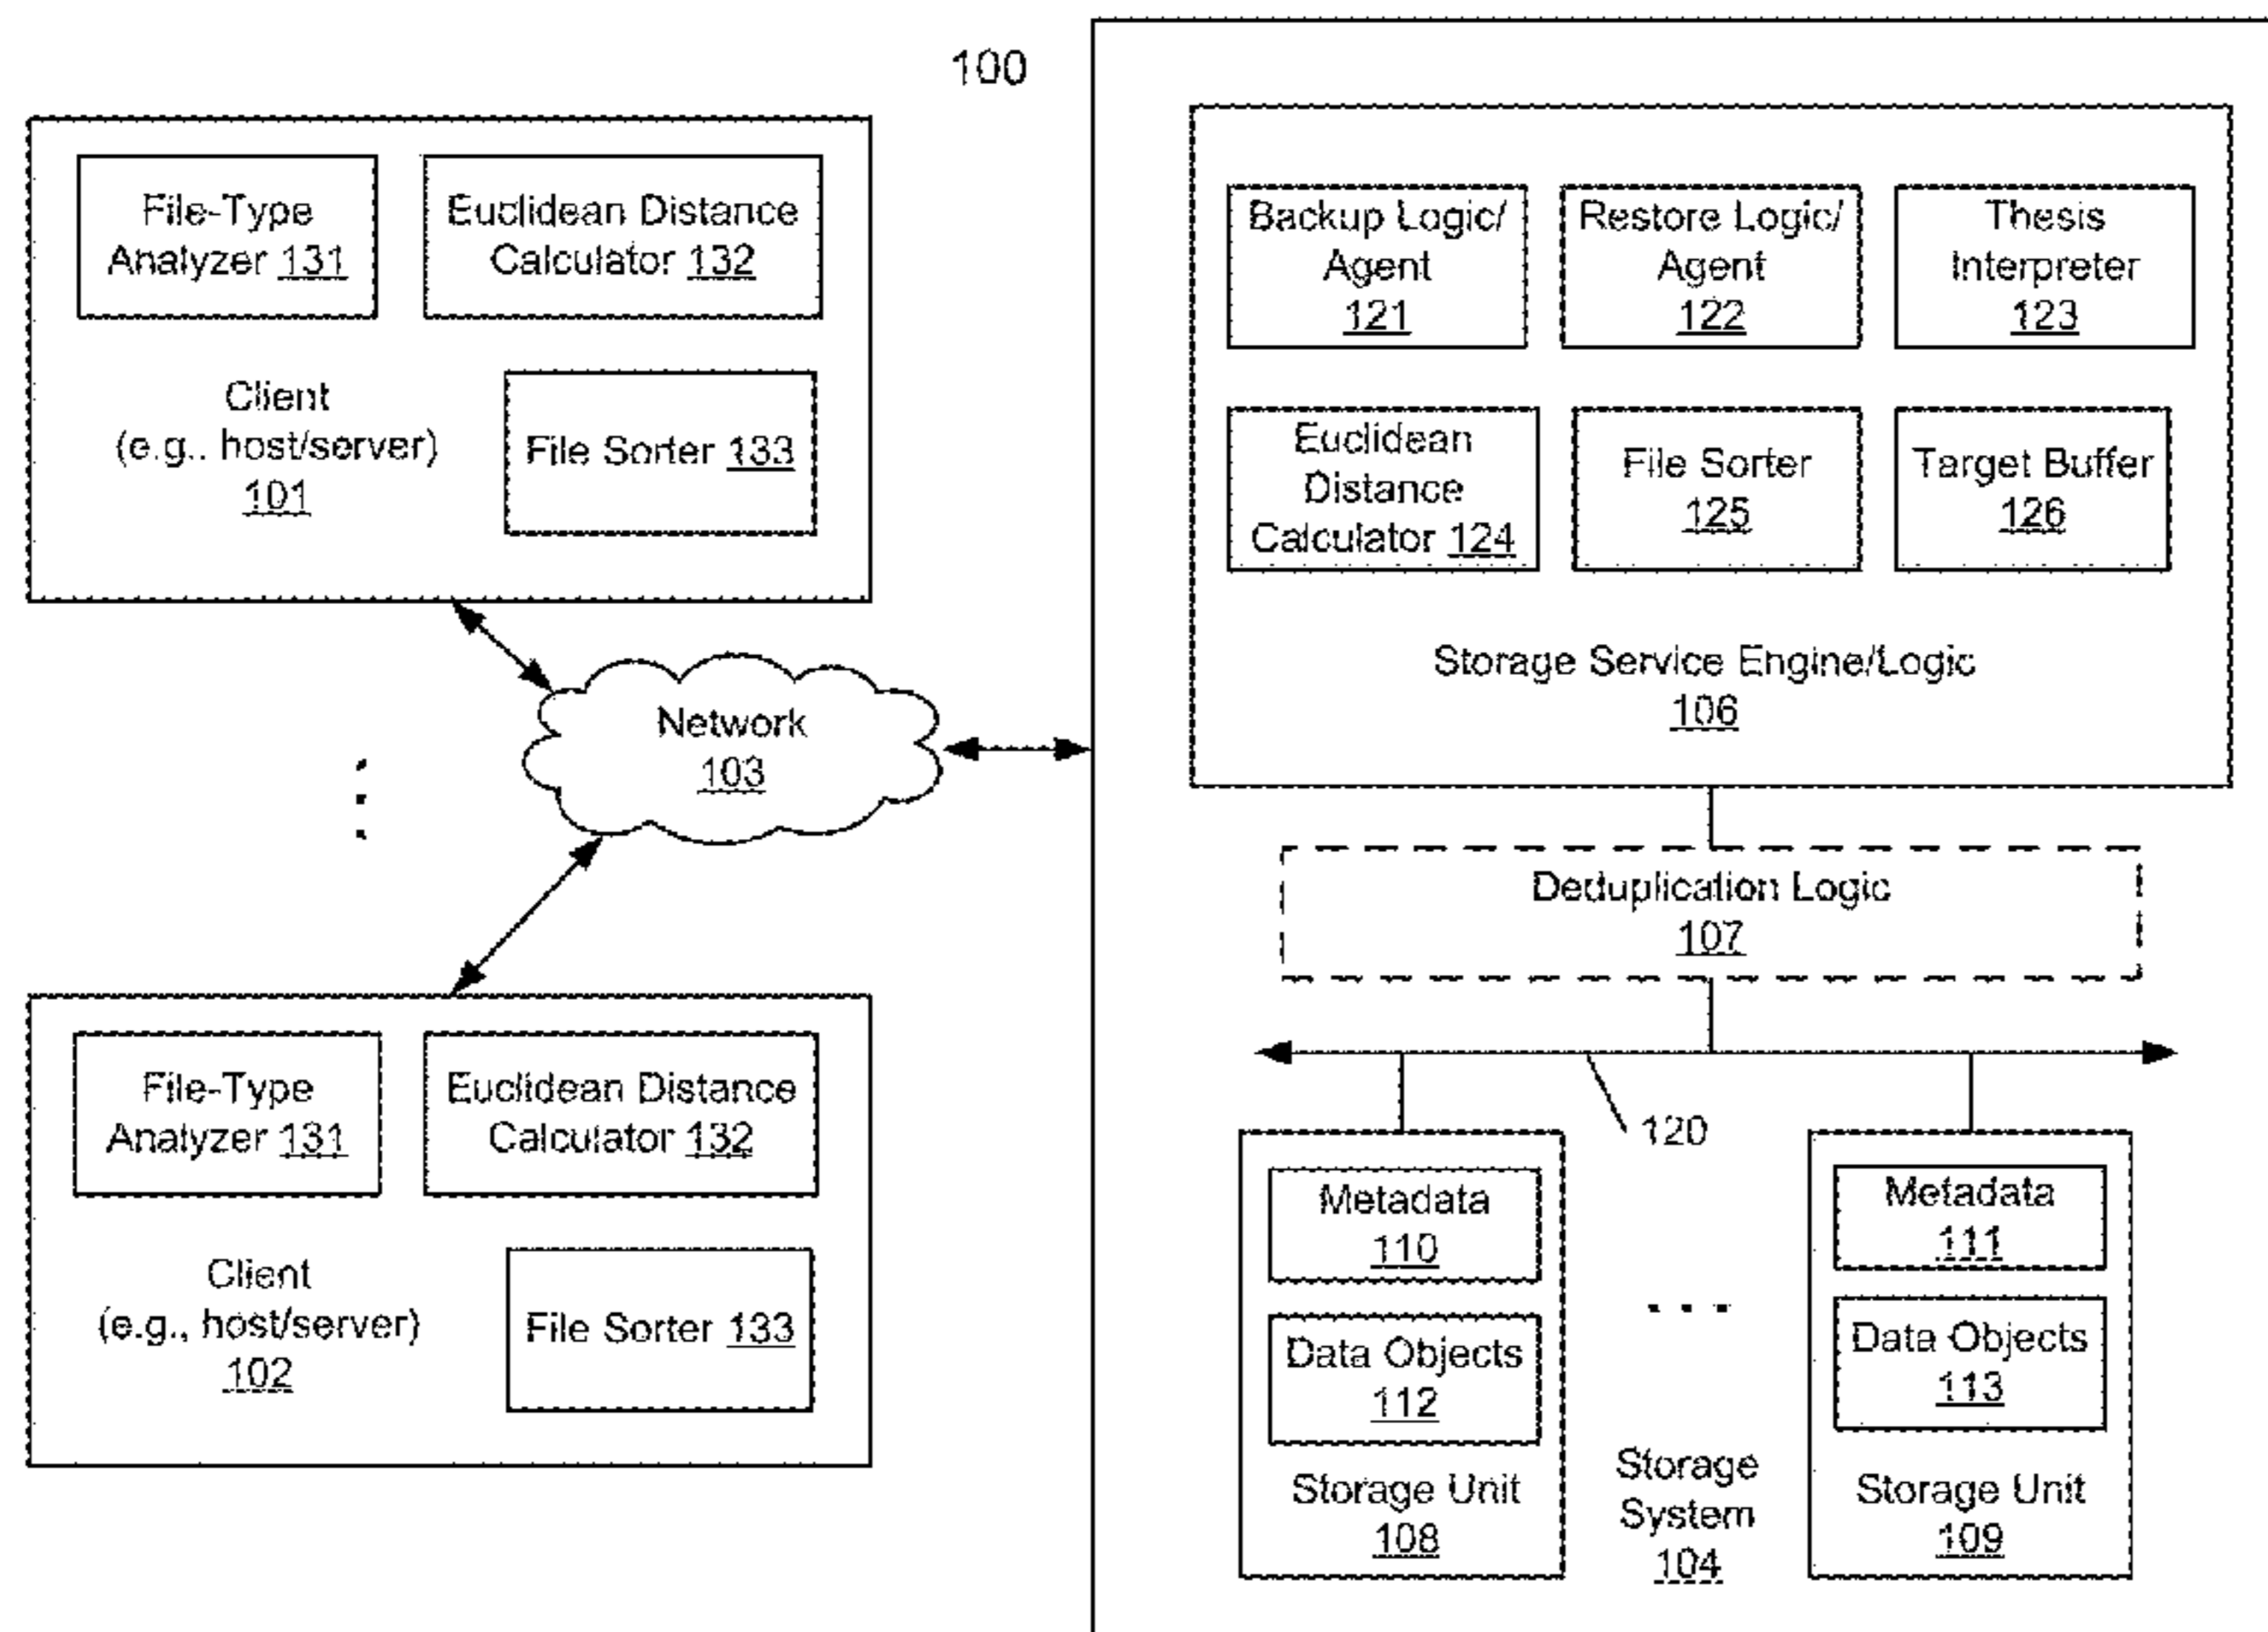 100
File-Type
Analyzer 131
Euclidean Distance
Calculator 132
Client
(e.g., host/server)
101
File Sorter 133
Network
103
File-Type
Analyzer 131
Euclidean Distance
Calculator 132
Client
(e.g., host/server)
102
File Sorter 133
Backup Logic/
Agent
121
Restore Logic/
Agent
122
Thesis
Interpreter
123
Euclidean
Distance
Calculator 124
File Sorter
125
Target Buffer
126
Storage Service Engine/Logic
106
Deduplication Logic
107
120
Metadata
110
Data Objects
112
Storage Unit
108
Storage
System
104
Metadata
111
Data Objects
113
Storage Unit
109